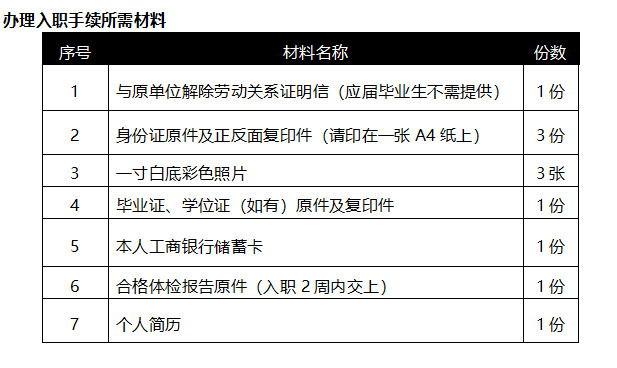 办理入职手续所需材料
序号 材料名称 份数
1 与原单位解除劳动关系证明信（应届毕业生不需提供） 1份
2 身份证原件及正反面复印件（请印在一张 A4 纸上） 3份
3 一寸白底彩色照片 3张
4 毕业证、学位证（如有）原件及复印件 1份
5 本人工商银行储蓄卡 1份
6 合格体检报告原件（入职 2 周内交上） 1份
7 个人简历 1份